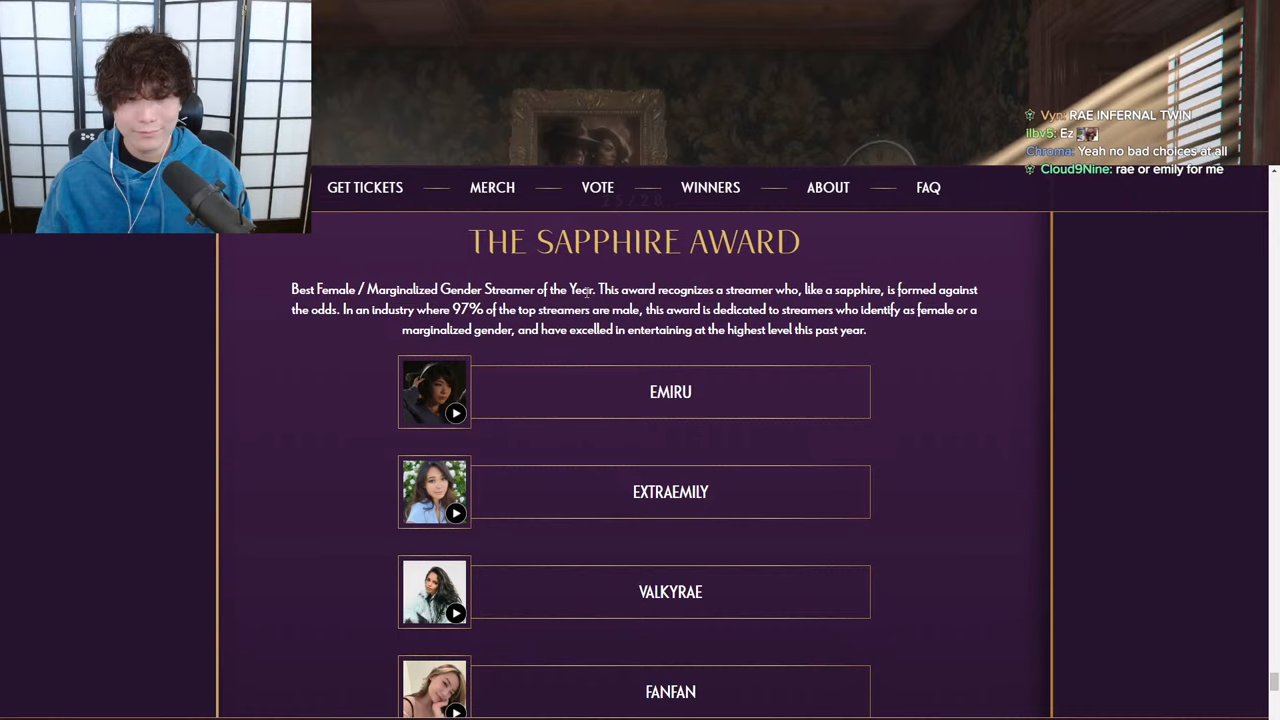 Vyn: RAE INFERNAL TWIN
ilbv5: Ez
Chroma: Yeah no bad choices at all
Cloud9Nine: rae or emily for me
GET TICKETS
MERCH
VOTE
WINNERS
ABOUT
FAQ
25/28
THE SAPPHIRE AWARD
Best Female / Marginalized Gender Streamer of the Year. This award recognizes a streamer who, like a sapphire, is formed against
the odds. In an industry where 97% of the top streamers are male, this award is dedicated to streamers who identify as female or a
marginalized gender, and have excelled in entertaining at the highest level this past year.
EMIRU
EXTRAEMILY
VALKYRAE
FANFAN